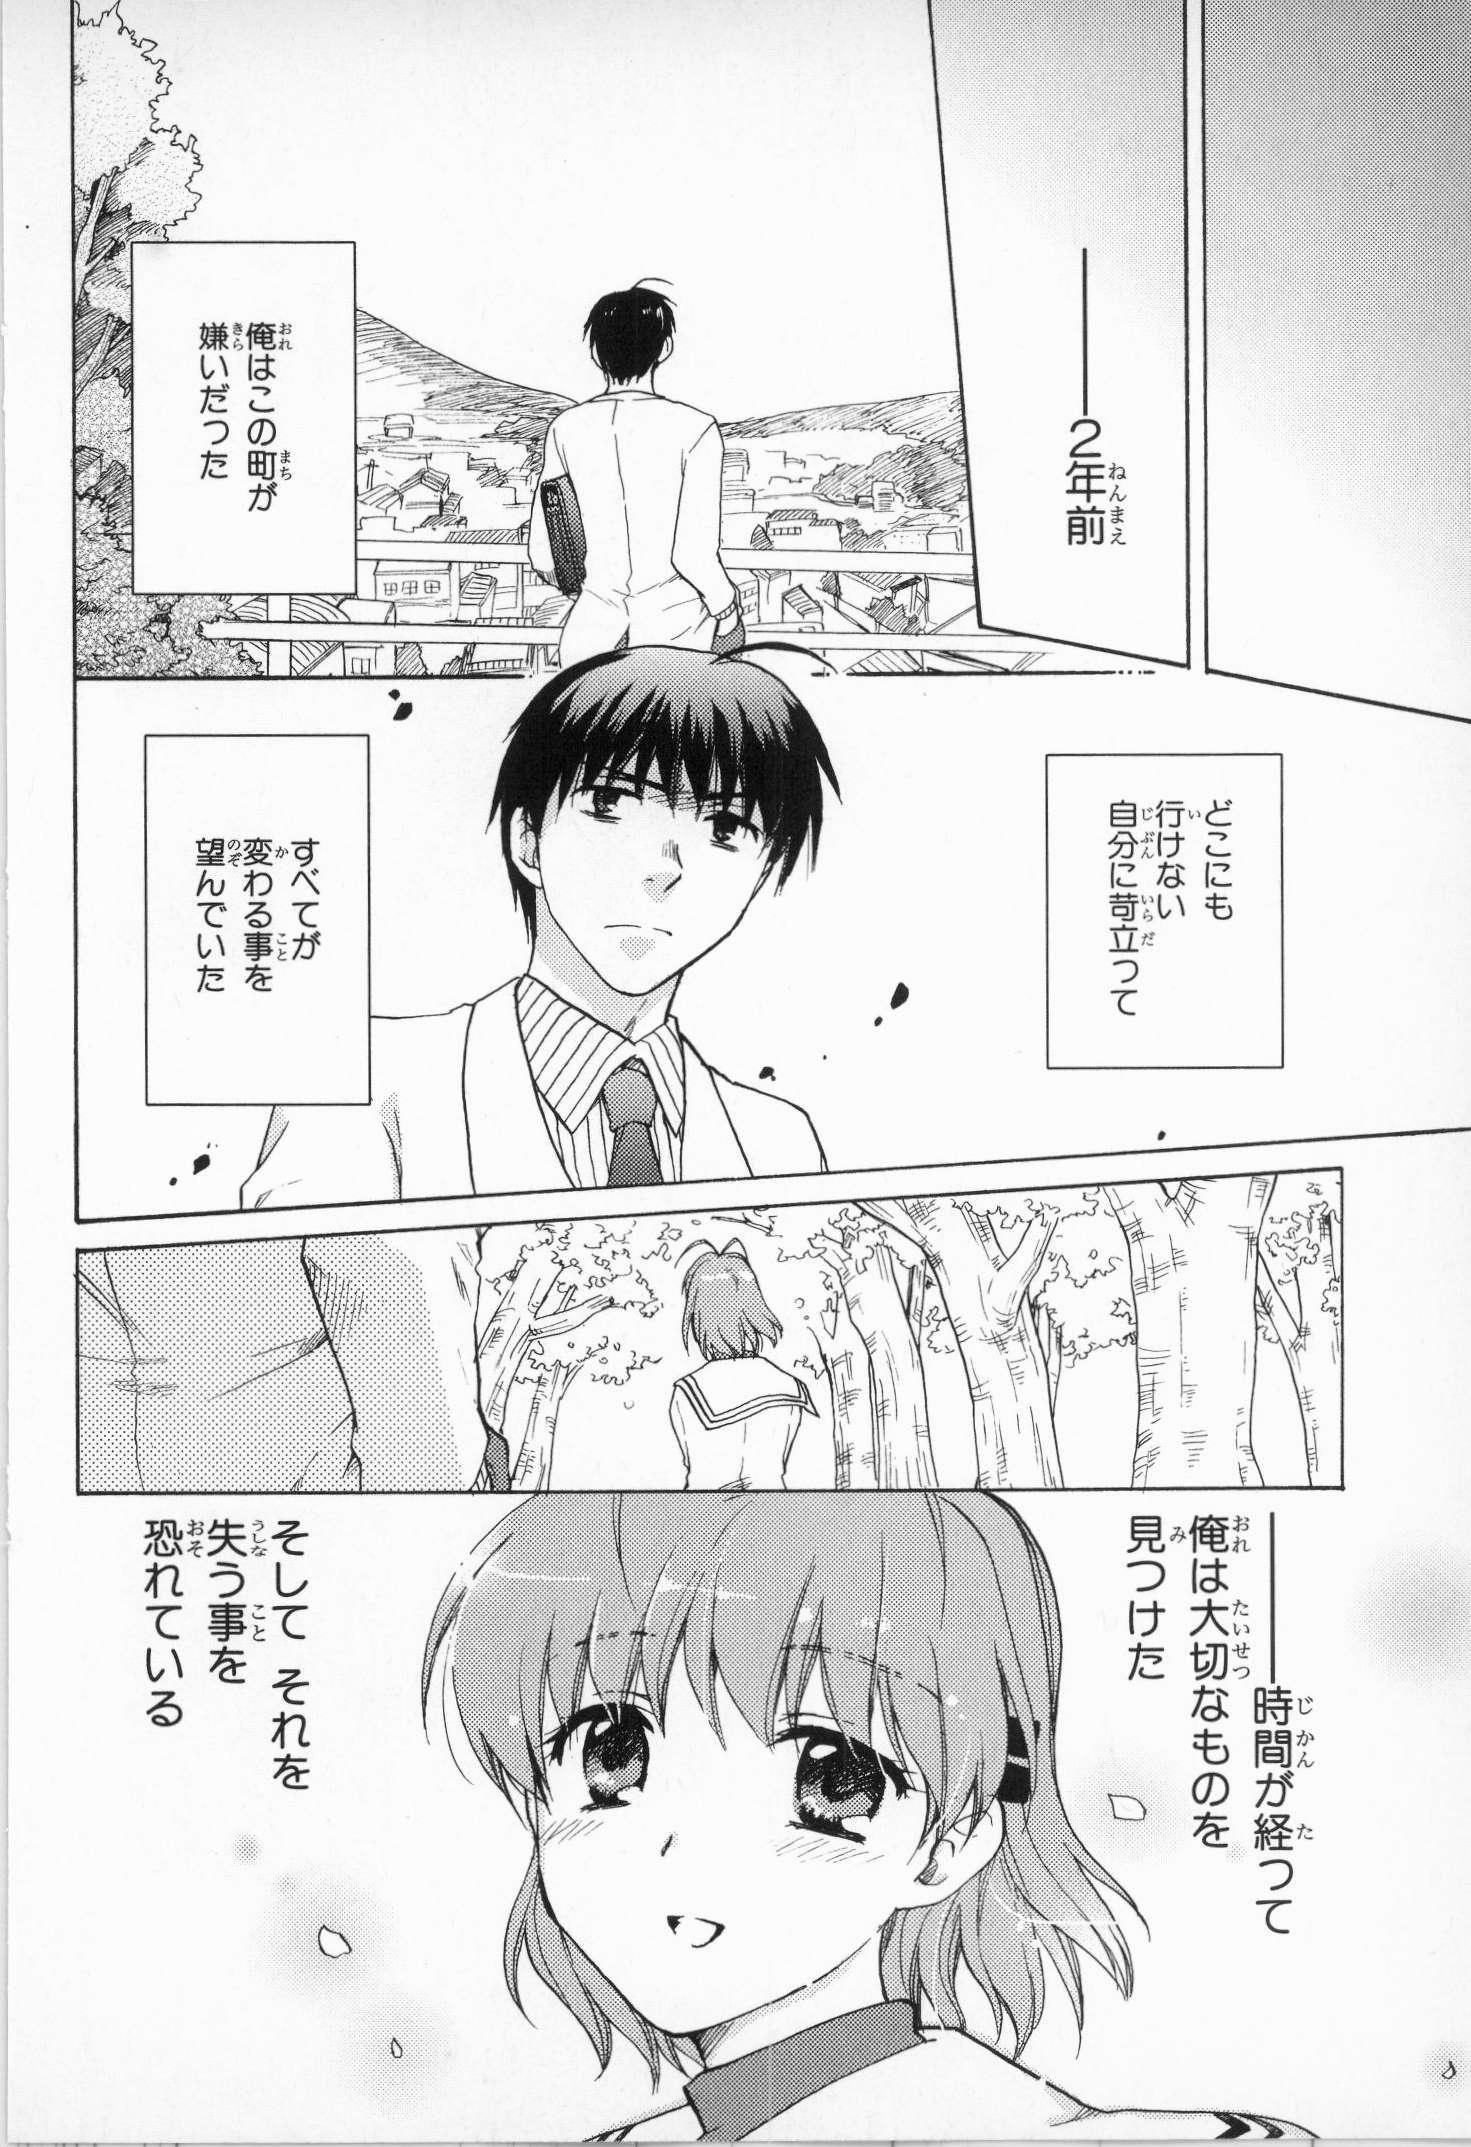 ――2年前
俺はこの町が
嫌いだった
どこにも
行けない
自分に苛立って
すべてが
変わる事を
望んでいた
――時間が経って
俺は大切なものを
見つけた
そして それを
失う事を
恐れている